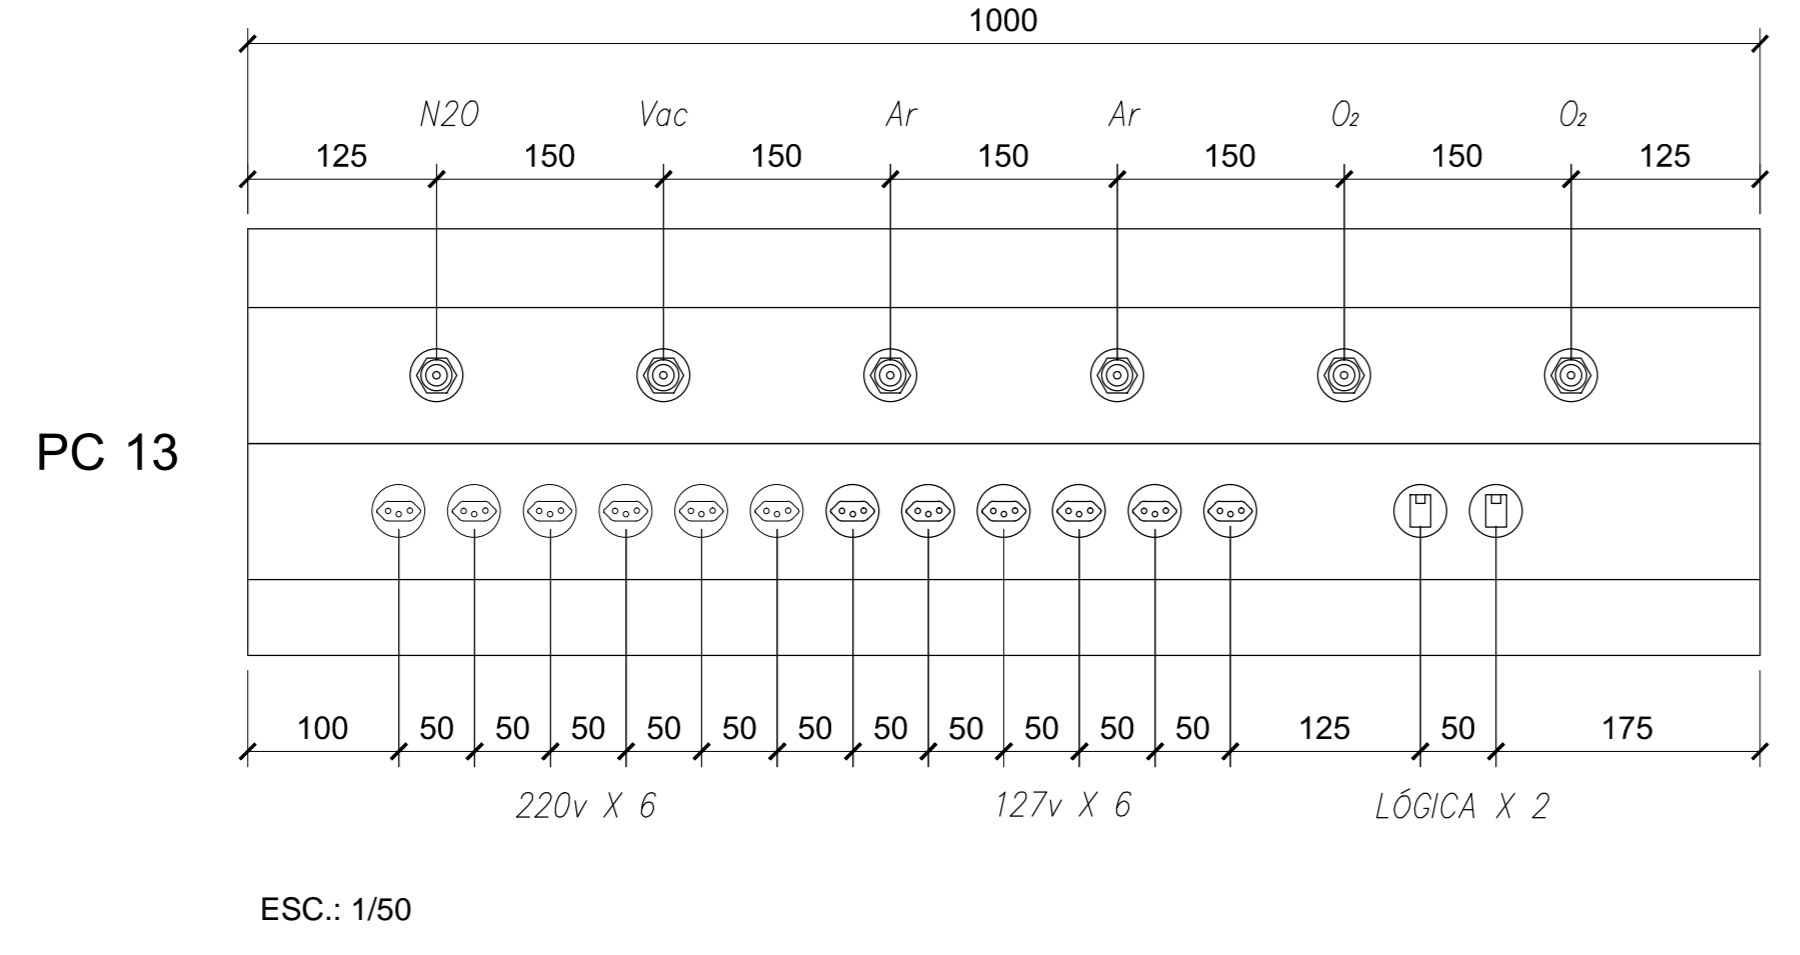 1000
N2O Vac Ar Ar O₂ O₂
125 150 150 150 150 150 125
PC 13
100 50 50 50 50 50 50 50 50 50 50 50 125 50 175
220v X 6 127v X 6 LÓGICA X 2
ESC.: 1/50